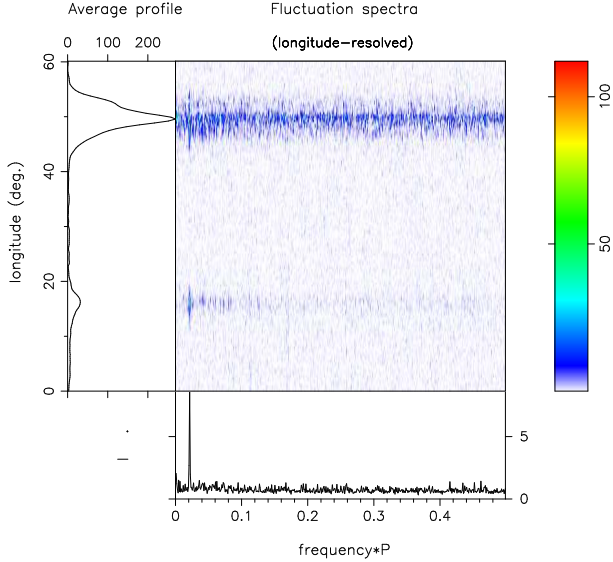 Average profile Fluctuation spectra
0 100 200 (longitude−resolved)
60
40
20
0
longitude (deg.)
100
50
5
0
0 0.1 0.2 0.3 0.4
frequency*P